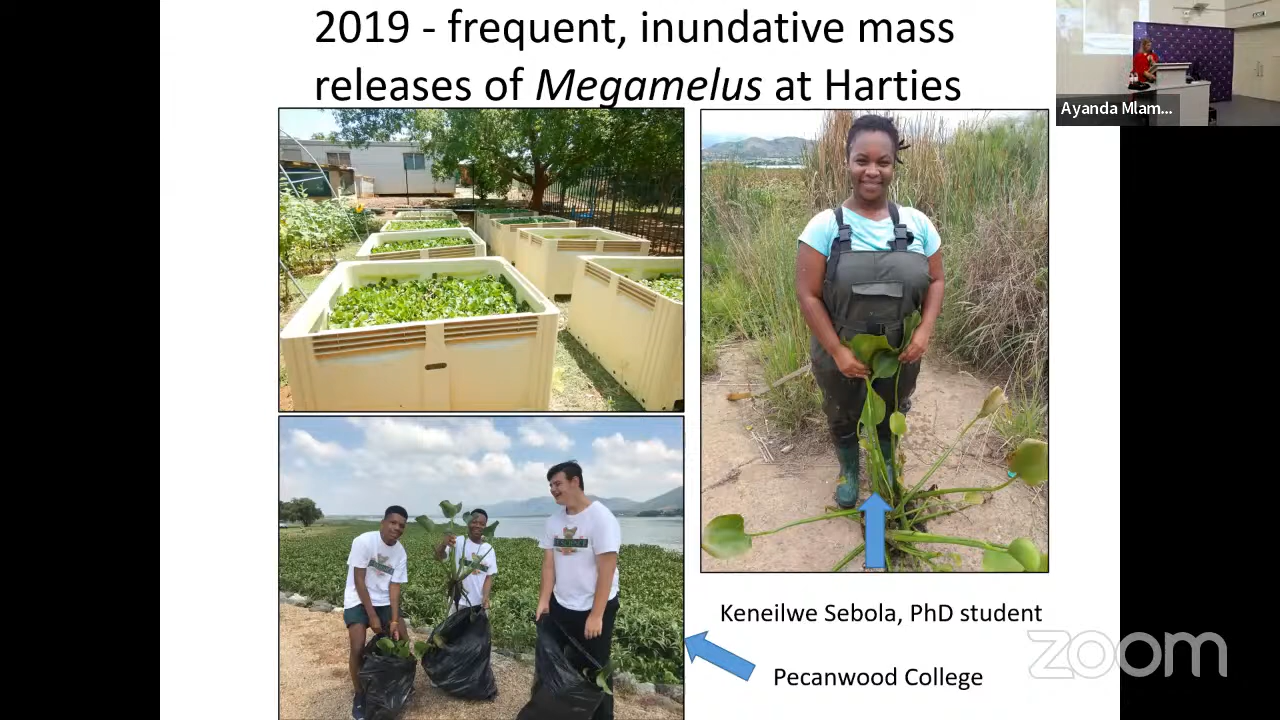 2019 - frequent, inundative mass
releases of Megamelus at Harties
Ayanda Mlam...
Keneilwe Sebola, PhD student
Pecanwood College
zoom